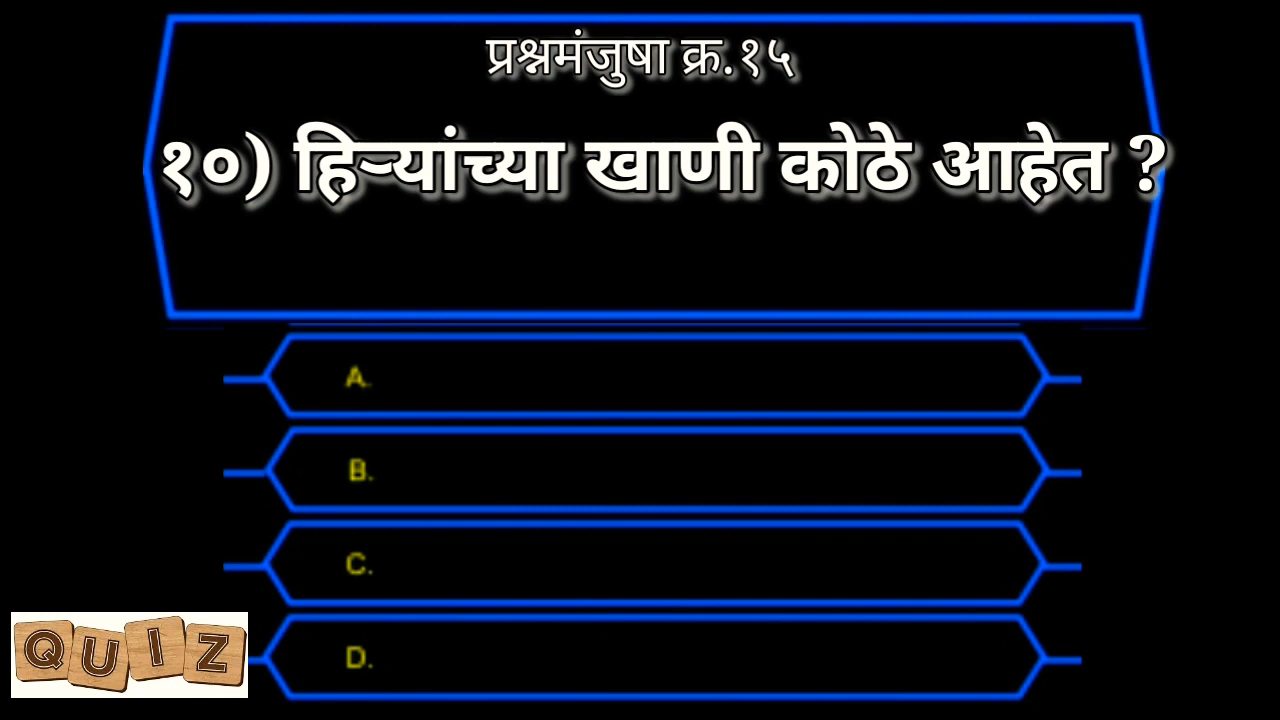 प्रश्नमंजुषा क्र.१५
१०) हिऱ्यांच्या खाणी कोठे आहेत ?
A.
B.
C.
D.
QUIZ